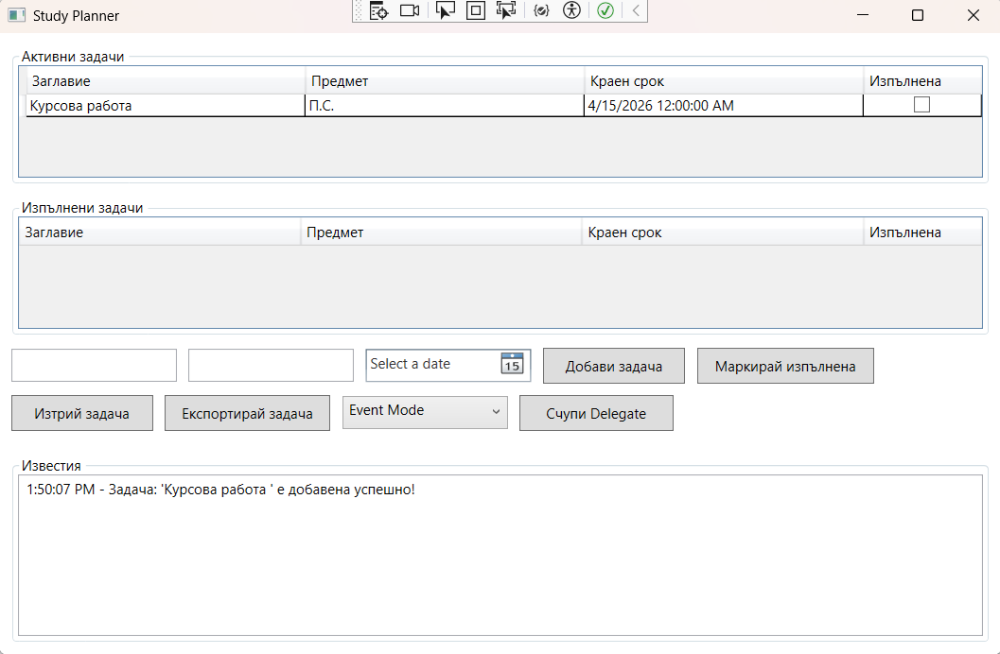 Study Planner
Активни задачи
Заглавие Предмет Краен срок Изпълнена
Курсова работа П.С. 4/15/2026 12:00:00 AM
Изпълнени задачи
Заглавие Предмет Краен срок Изпълнена
Select a date 15 Добави задача Маркирай изпълнена
Изтрий задача Експортирай задача Event Mode Счупи Delegate
Известия
1:50:07 PM - Задача: 'Курсова работа ' е добавена успешно!